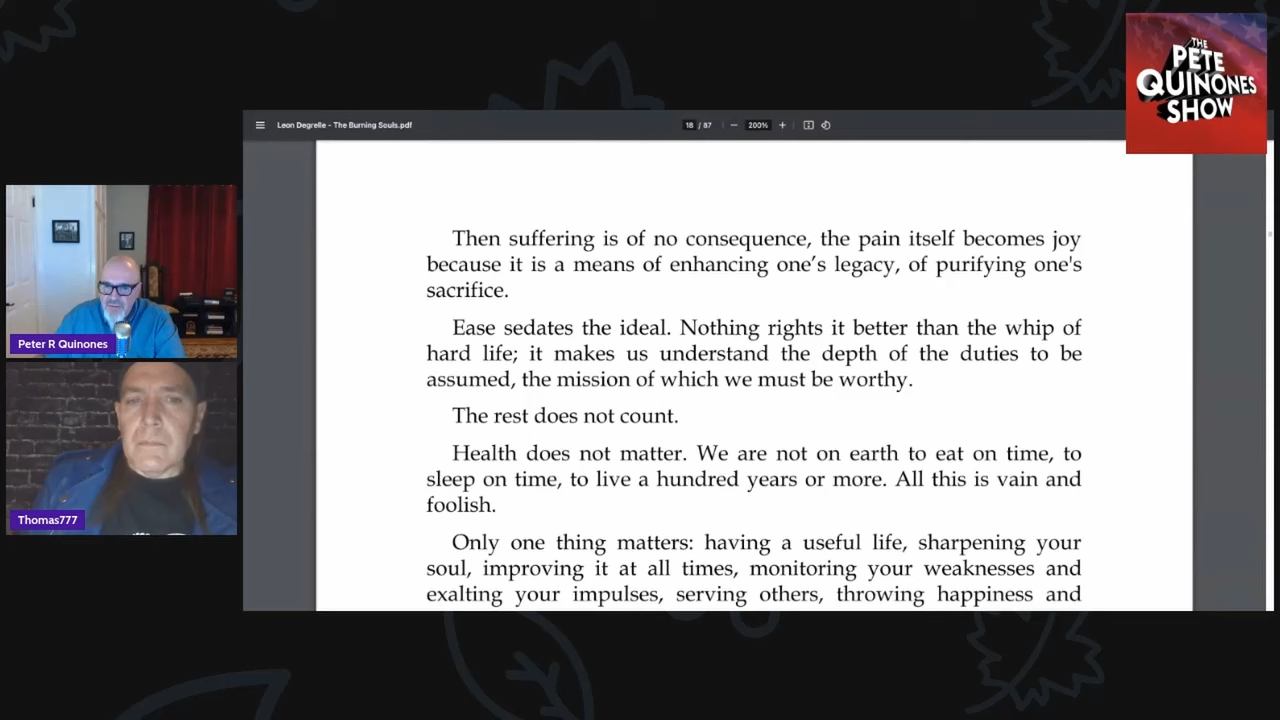 THE
PETE
QUINONES
SHOW
Leon Degrelle - The Burning Souls.pdf
18 / 87
200%
Then suffering is of no consequence, the pain itself becomes joy
because it is a means of enhancing one’s legacy, of purifying one's
sacrifice.
Ease sedates the ideal. Nothing rights it better than the whip of
hard life; it makes us understand the depth of the duties to be
assumed, the mission of which we must be worthy.
The rest does not count.
Health does not matter. We are not on earth to eat on time, to
sleep on time, to live a hundred years or more. All this is vain and
foolish.
Only one thing matters: having a useful life, sharpening your
soul, improving it at all times, monitoring your weaknesses and
exalting your impulses, serving others, throwing happiness and
Peter R Quinones
Thomas777